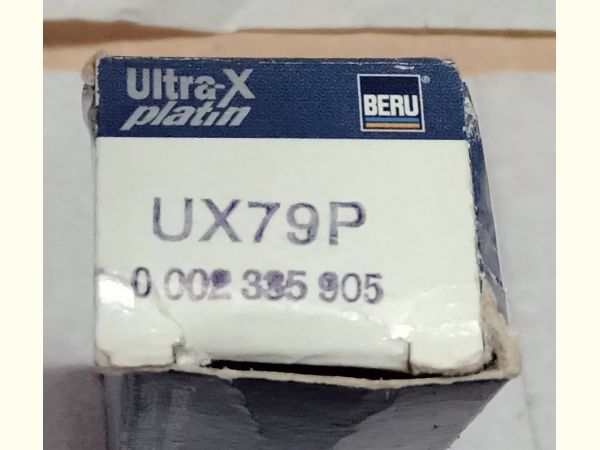 Ultra-X
platin
BERU
UX79P
0 002 335 905